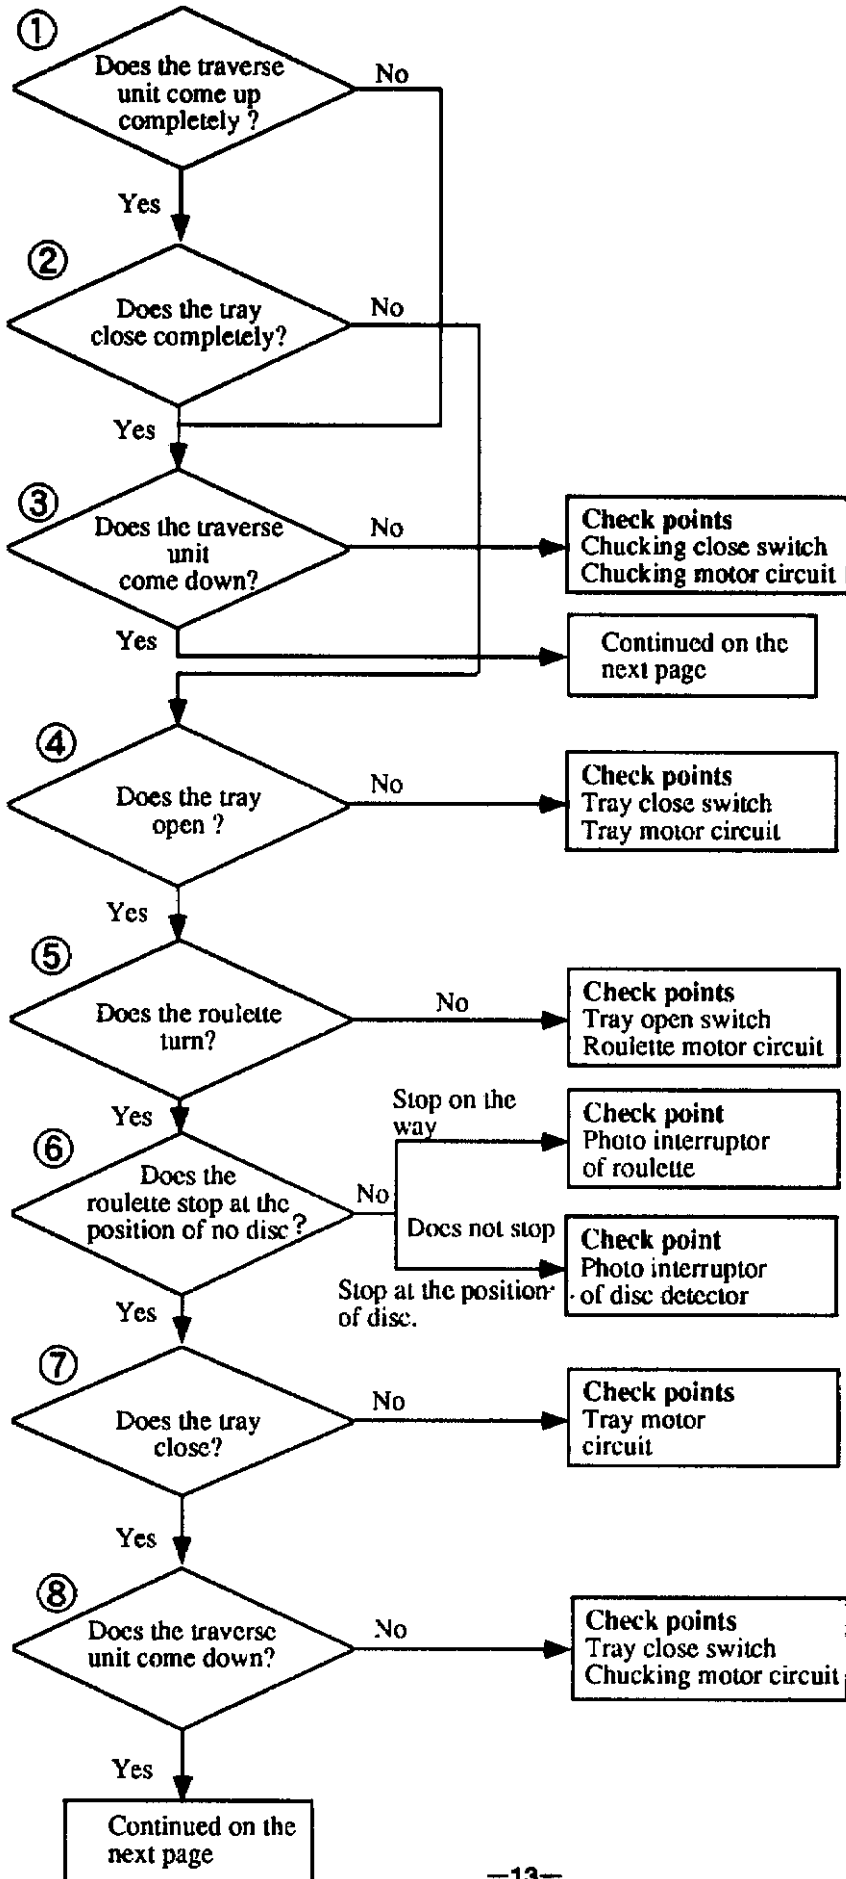 ①
Does the traverse
unit come up
completely ?
No
Yes
②
Does the tray
close completely?
No
Yes
③
Does the traverse
unit
come down?
No
Check points
Chucking close switch
Chucking motor circuit
Yes
Continued on the
next page
④
Does the tray
open ?
No
Check points
Tray close switch
Tray motor circuit
Yes
⑤
Does the roulette
turn?
No
Check points
Tray open switch
Roulette motor circuit
Yes
⑥
Does the
roulette stop at the
position of no disc?
No
Stop on the
way
Check point
Photo interruptor
of roulette
Does not stop
Stop at the position
of disc.
Check point
Photo interruptor
of disc detector
Yes
⑦
Does the tray
close?
No
Check points
Tray motor
circuit
Yes
⑧
Does the traverse
unit come down?
No
Check points
Tray close switch
Chucking motor circuit
Yes
Continued on the
next page
—13—